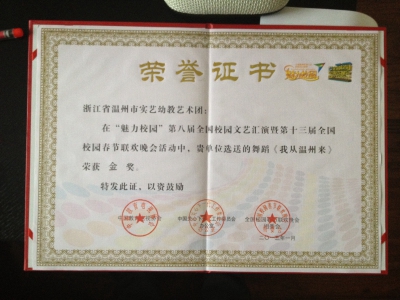 荣誉证书
浙江省温州市实艺幼教艺术团:
在“魅力校园”第八届全国校园文艺汇演暨第十三届全国
校园春节联欢晚会活动中,贵单位选送的舞蹈《我从温州来》
荣获 金 奖。
特发此证,以资鼓励